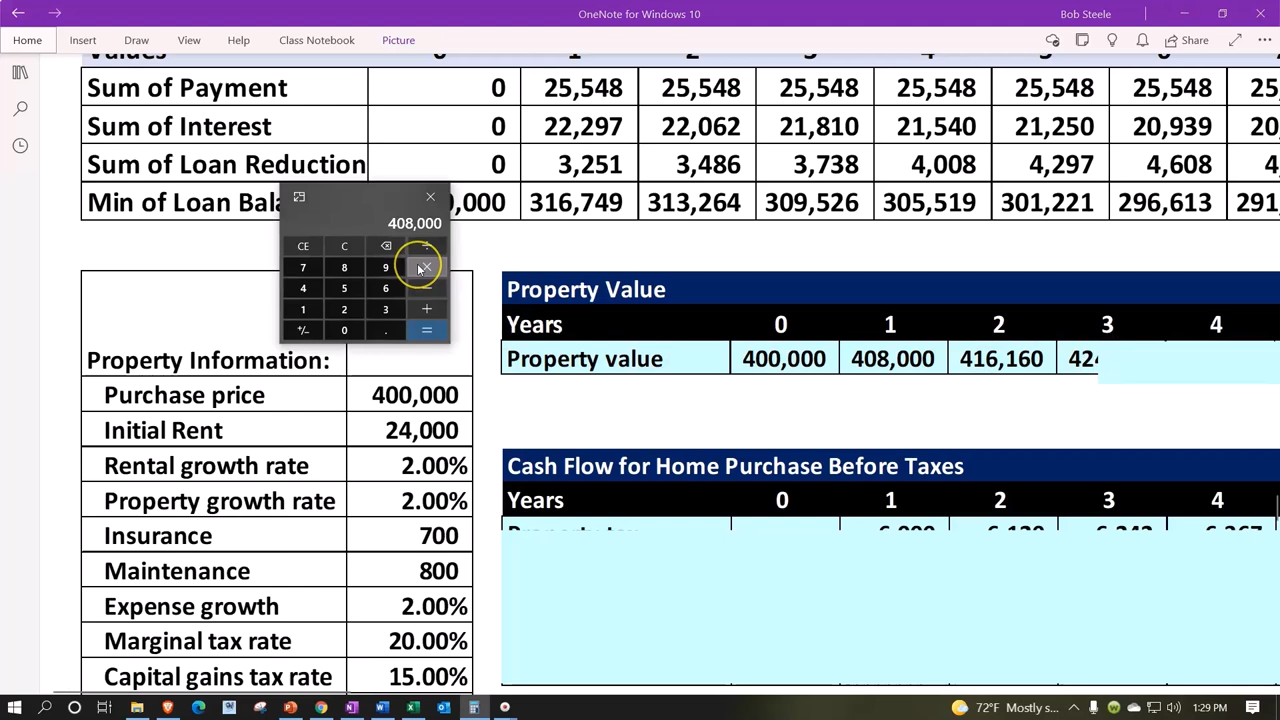 OneNote for Windows 10
Bob Steele
Home Insert Draw View Help Class Notebook Picture Share
Values
Sum of Payment 0 25,548 25,548 25,548 25,548 25,548 25,548
Sum of Interest 0 22,297 22,062 21,810 21,540 21,250 20,939
Sum of Loan Reduction 0 3,251 3,486 3,738 4,008 4,297 4,608
Min of Loan 316,749 313,264 309,526 305,519 301,221 296,613
408,000
CE C ÷
7 8 9 ×
4 5 6 −
1 2 3 +
+/− 0 . =
Property Information:
Purchase price 400,000
Initial Rent 24,000
Rental growth rate 2.00%
Property growth rate 2.00%
Insurance 700
Maintenance 800
Expense growth 2.00%
Marginal tax rate 20.00%
Capital gains tax rate 15.00%
Property Value
Years 0 1 2 3 4
Property value 400,000 408,000 416,160
Cash Flow for Home Purchase Before Taxes
Years 0 1 2 3 4
Property tax
72°F Mostly s...
1:29 PM